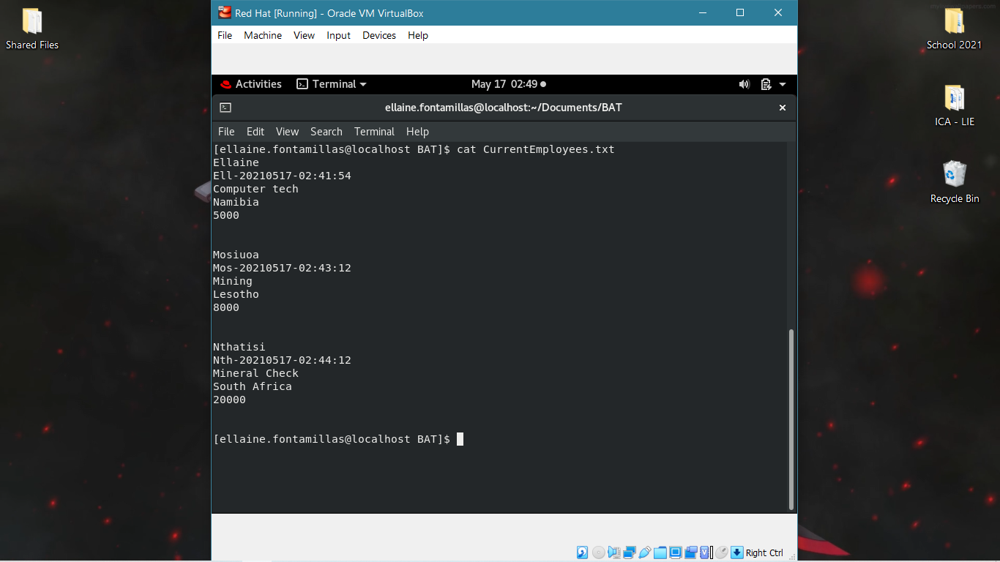 Shared Files
Red Hat [Running] - Oracle VM VirtualBox
File Machine View Input Devices Help
School 2021
ICA - LIE
Recycle Bin
Activities Terminal May 17 02:49
ellaine.fontamillas@localhost:~/Documents/BAT
File Edit View Search Terminal Help
[ellaine.fontamillas@localhost BAT]$ cat CurrentEmployees.txt
Ellaine
Ell-20210517-02:41:54
Computer tech
Namibia
5000
Mosiuoa
Mos-20210517-02:43:12
Mining
Lesotho
8000
Nthatisi
Nth-20210517-02:44:12
Mineral Check
South Africa
20000
[ellaine.fontamillas@localhost BAT]$
Right Ctrl